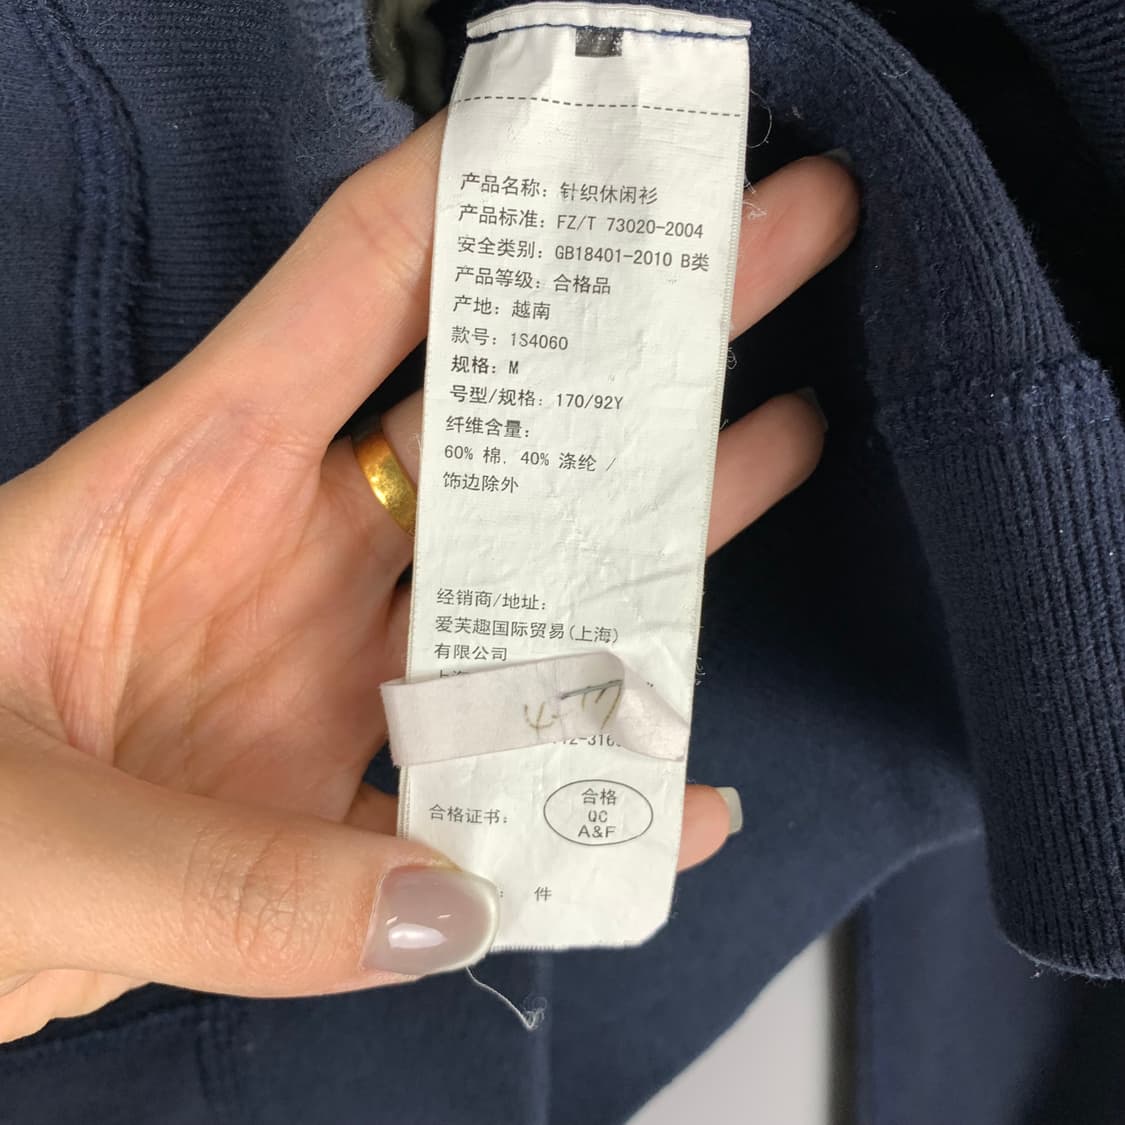 产品名称：针织休闲衫
产品标准：FZ/T 73020-2004
安全类别：GB18401-2010 B类
产品等级：合格品
产地：越南
款号：1S4060
规格：M
号型/规格：170/92Y
纤维含量：
60% 棉, 40% 涤纶 /
饰边除外
经销商/地址：
爱芙趣国际贸易(上海)
有限公司
合格证书：
合格
QC
A&F
件